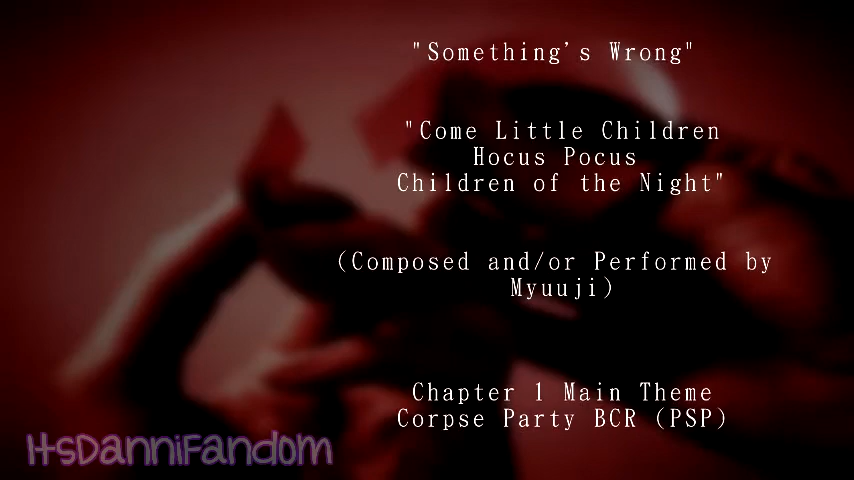 "Something's Wrong"
"Come Little Children
Hocus Pocus
Children of the Night"
(Composed and/or Performed by
Myuuji)
Chapter 1 Main Theme
Corpse Party BCR (PSP)
ItsDanniFandom